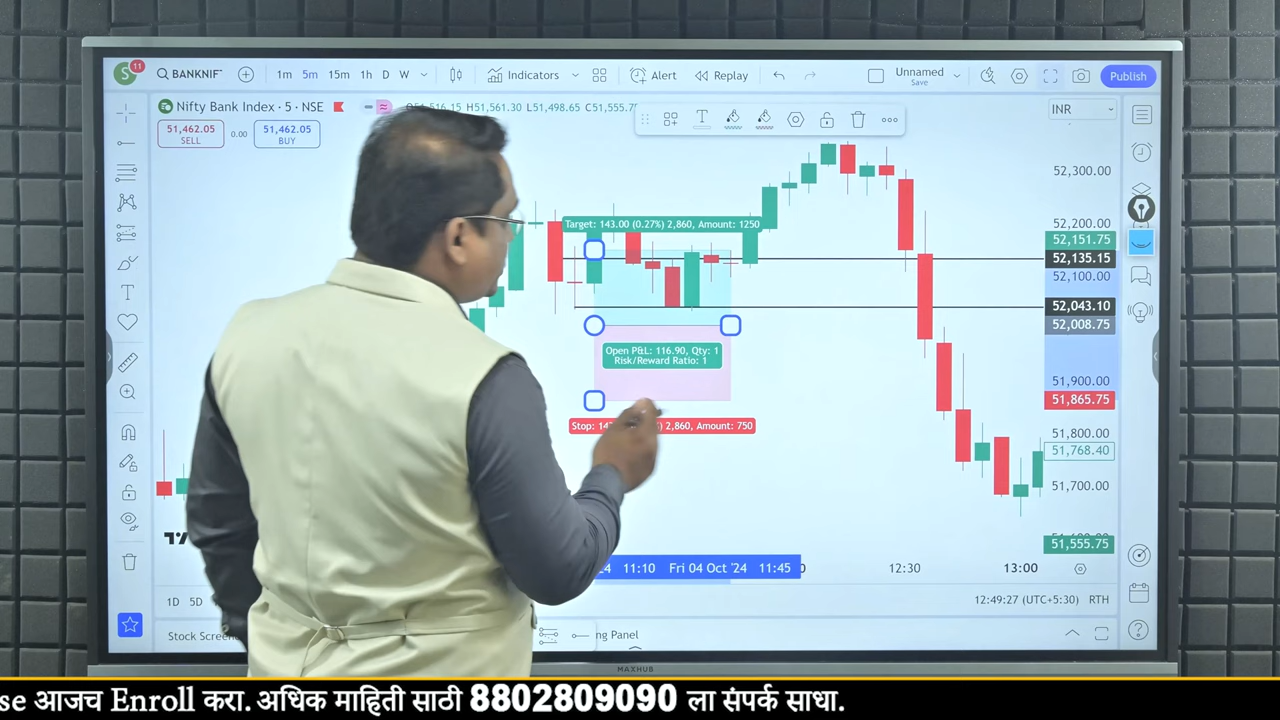 S 11 BANKNIF 1m 5m 15m 1h D W Indicators Alert Replay Unnamed Save Publish
Nifty Bank Index · 5 · NSE 16.15 H51,561.30 L51,498.65 C51,555.7
INR
51,462.05 SELL 0.00 51,462.05 BUY
52,300.00
52,200.00
Target: 143.00 (0.27%) 2,860, Amount: 1250
52,151.75
52,135.15
52,100.00
52,043.10
52,008.75
Open P&L: 116.90, Qty: 1
Risk/Reward Ratio: 1
51,900.00
51,865.75
Stop: ) 2,860, Amount: 750
51,800.00
51,768.40
51,700.00
51,555.75
11:10 Fri 04 Oct '24 11:45 12:30 13:00
1D 5D 12:49:27 (UTC+5:30) RTH
Stock Screen ng Panel
MAXHUB
se आजच Enroll करा. अधिक माहिती साठी 8802809090 ला संपर्क साधा.